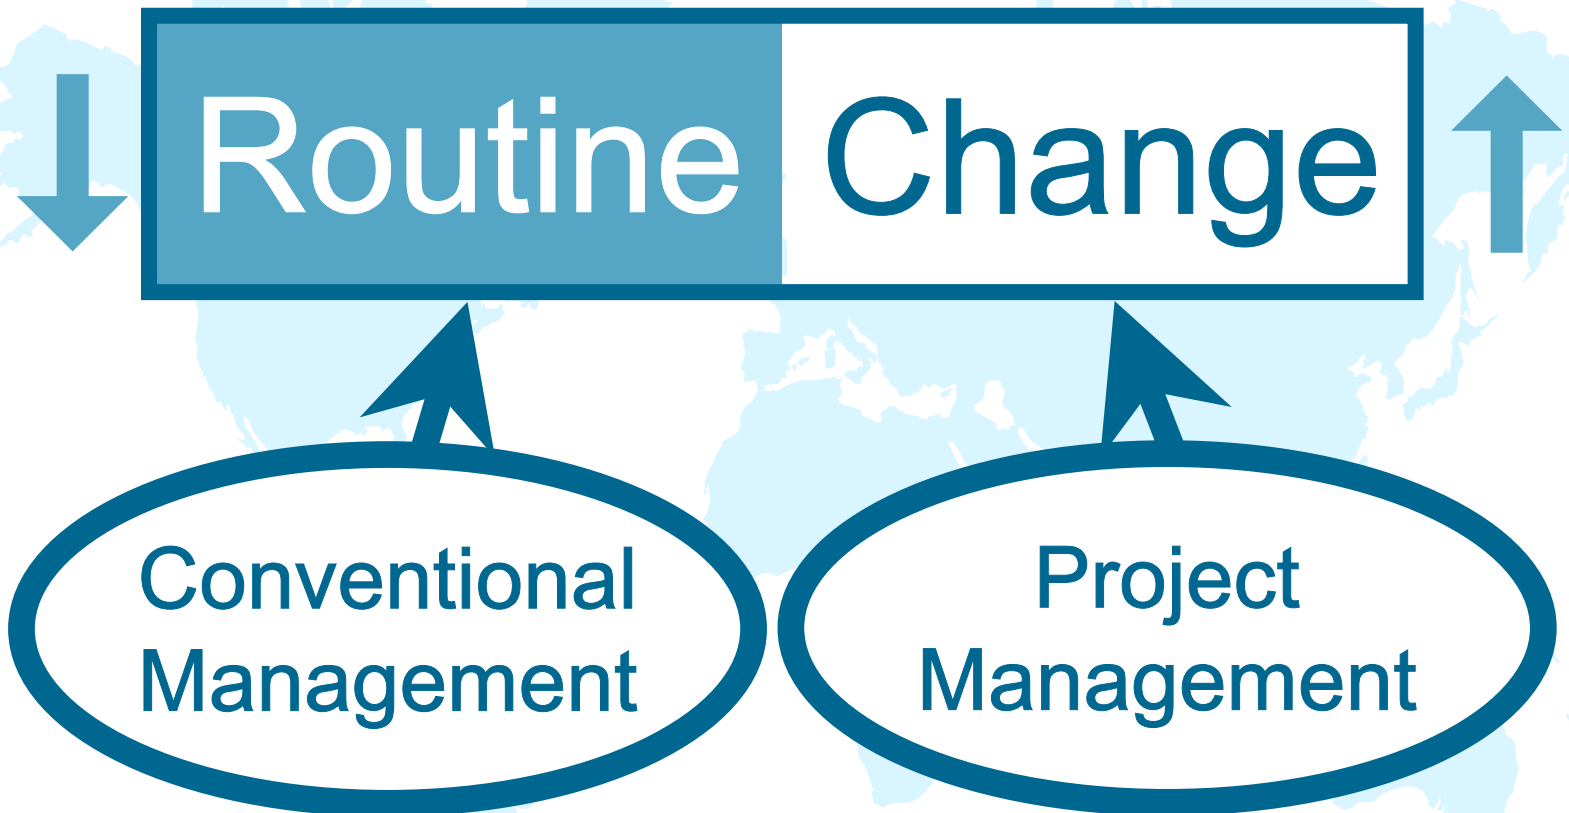 Routine Change
Conventional
Management
Project
Management